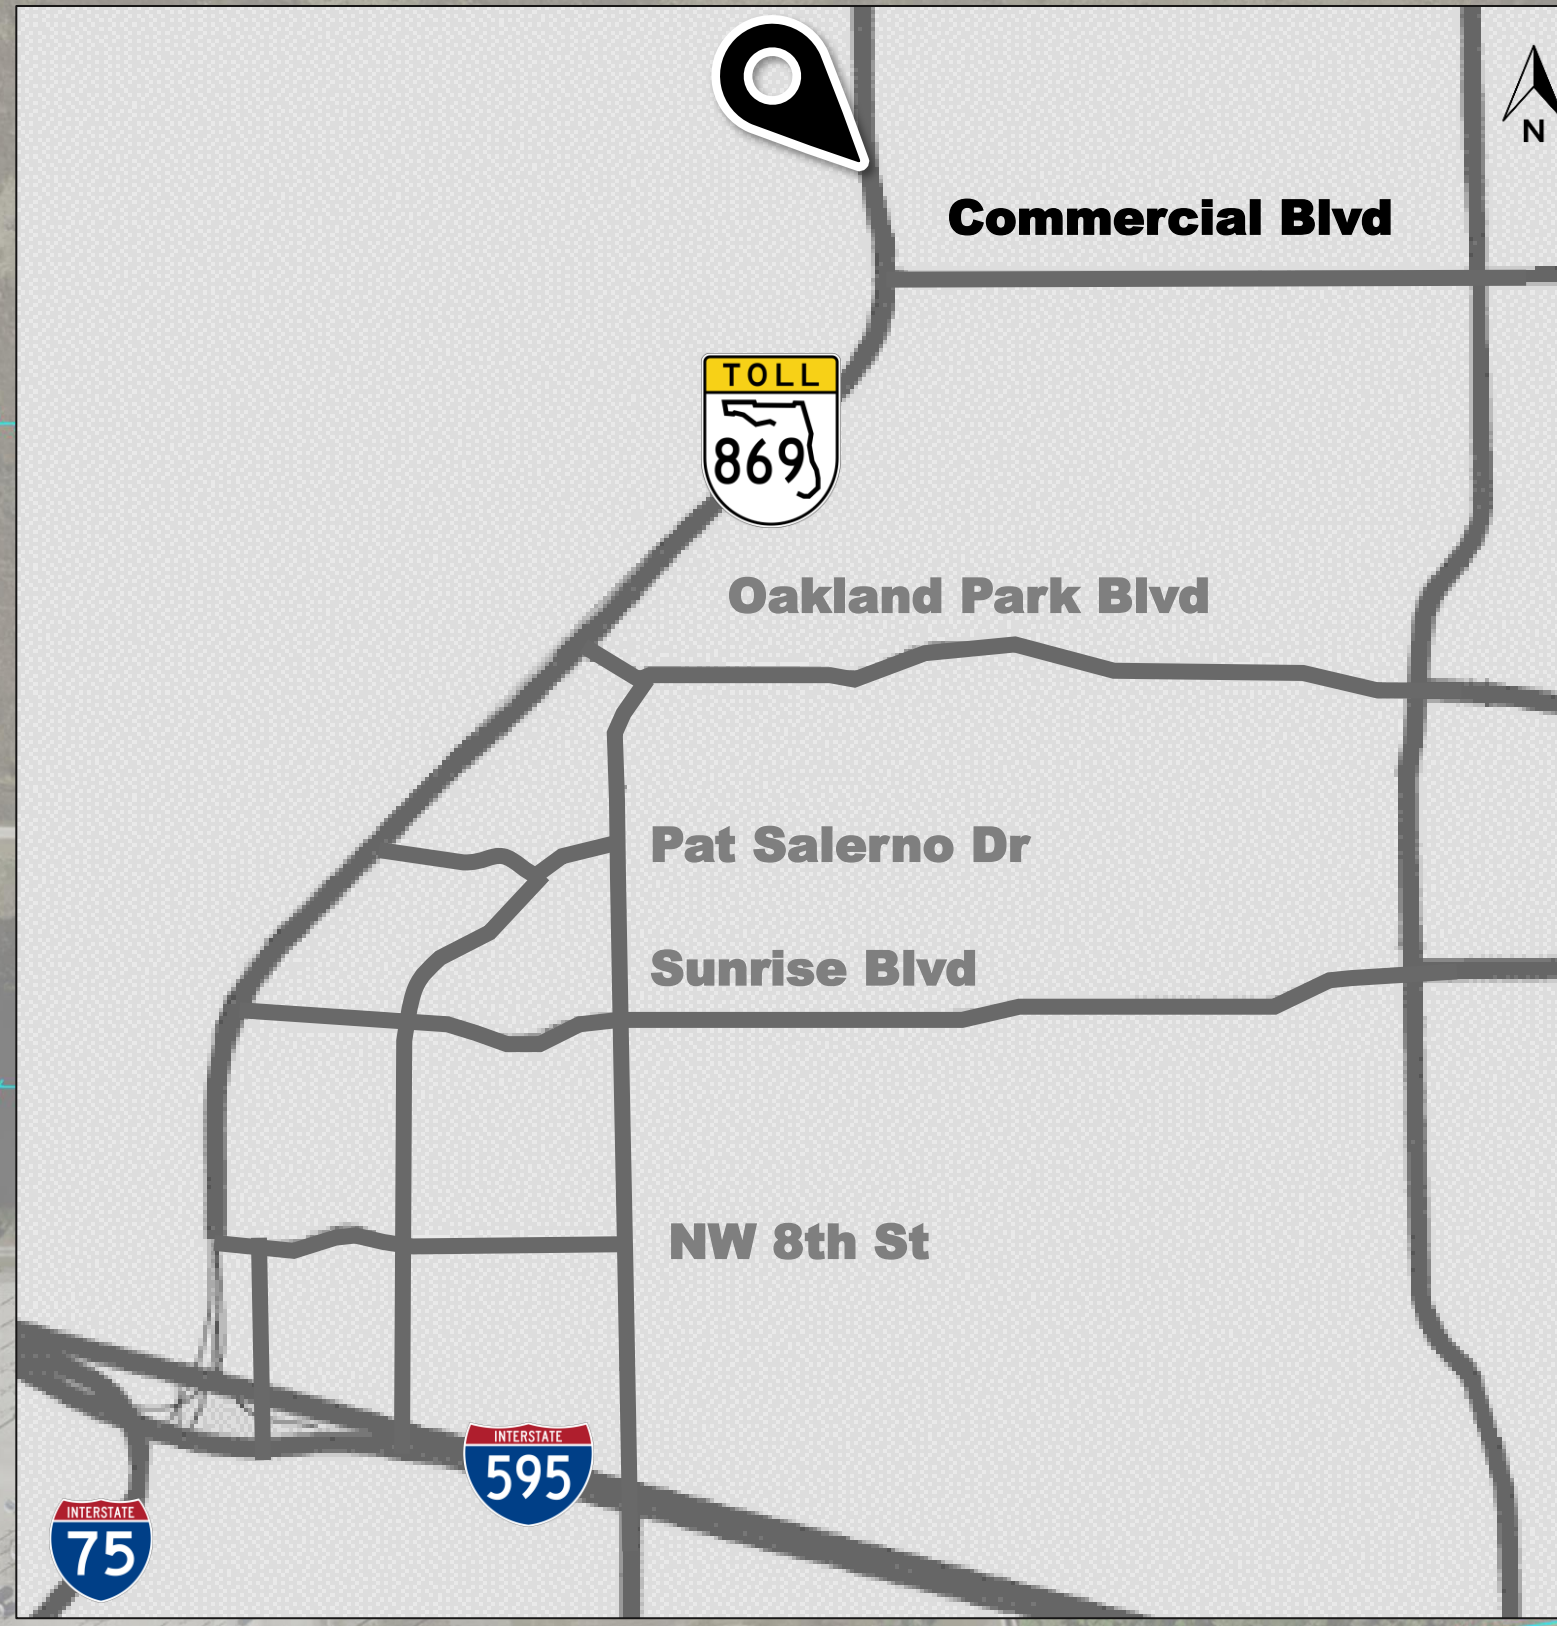 N
Commercial Blvd
TOLL
869
Oakland Park Blvd
Pat Salerno Dr
Sunrise Blvd
NW 8th St
INTERSTATE
595
INTERSTATE
75